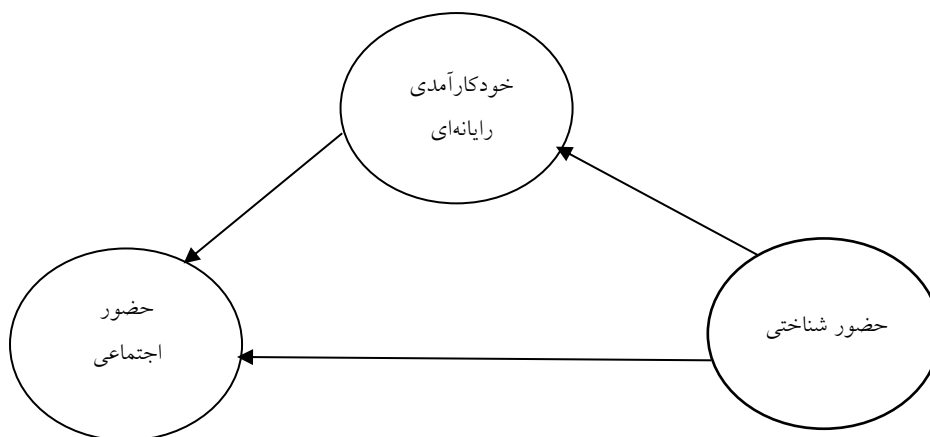 خودکارآمدی
رایانه‌ای
حضور شناختی
حضور
اجتماعی